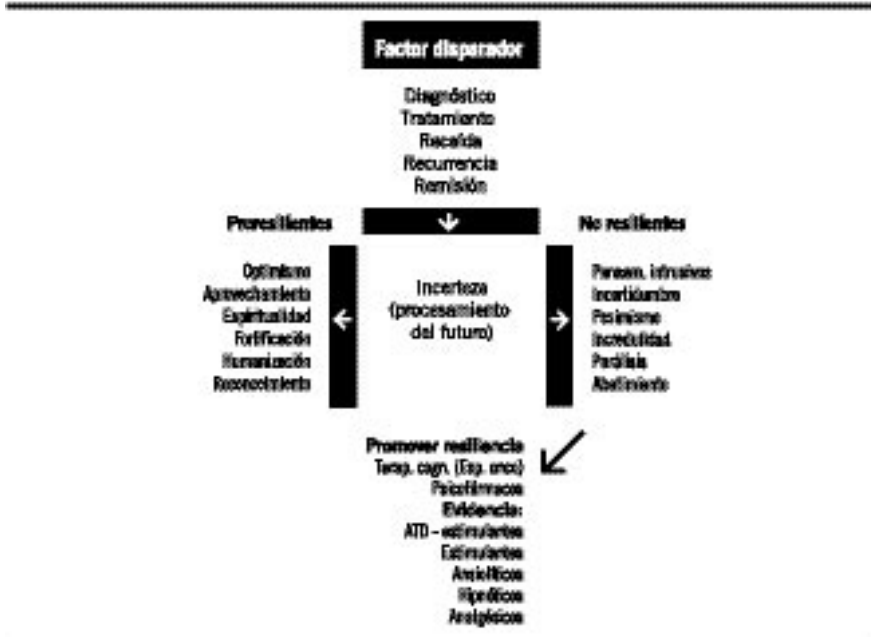 Factor disparador
Diagnóstico
Tratamiento
Recaída
Recurrencia
Remisión
Proresilientes
No resilientes
Optimismo
Aprovechamiento
Espiritualidad
Fortificación
Humanización
Reconocimiento
Incerteza
(procesamiento
del futuro)
Pensam. intrusivos
Incertidumbre
Pesimismo
Incredulidad
Parálisis
Abatimiento
Promover resiliencia
Terap. cogn. (Esp. onco)
Psicofármacos
Evidencia:
ATD – estimulantes
Estimulantes
Ansiolíticos
Hipnóticos
Analgésicos